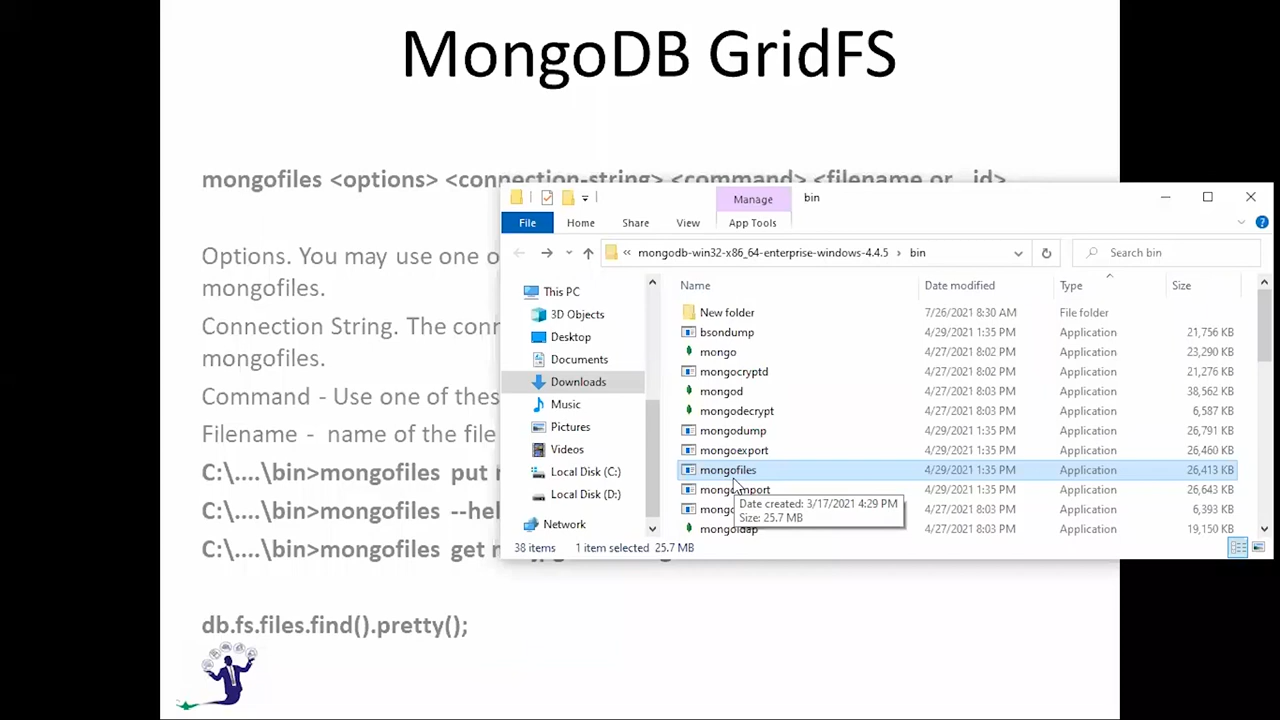 MongoDB GridFS
mongofiles <options> <connection-string> <command> <filename or _id>
Options. You may use one o
mongofiles.
Connection String. The conn
mongofiles.
Command - Use one of thes
Filename - name of the file
C:\....\bin>mongofiles put
C:\....\bin>mongofiles --hel
C:\....\bin>mongofiles get
db.fs.files.find().pretty();
Manage bin
File Home Share View App Tools
« mongodb-win32-x86_64-enterprise-windows-4.4.5 › bin
Search bin
This PC
3D Objects
Desktop
Documents
Downloads
Music
Pictures
Videos
Local Disk (C:)
Local Disk (D:)
Network
Name Date modified Type Size
New folder 7/26/2021 8:30 AM File folder
bsondump 4/29/2021 1:35 PM Application 21,756 KB
mongo 4/27/2021 8:02 PM Application 23,290 KB
mongocryptd 4/27/2021 8:02 PM Application 21,276 KB
mongod 4/27/2021 8:03 PM Application 38,562 KB
mongodecrypt 4/27/2021 8:03 PM Application 6,587 KB
mongodump 4/29/2021 1:35 PM Application 26,791 KB
mongoexport 4/29/2021 1:35 PM Application 26,460 KB
mongofiles 4/29/2021 1:35 PM Application 26,413 KB
mongoimport 4/29/2021 1:35 PM Application 26,643 KB
mongo 4/27/2021 8:03 PM Application 6,393 KB
mongoldap 4/27/2021 8:03 PM Application 19,150 KB
Date created: 3/17/2021 4:29 PM
Size: 25.7 MB
38 items 1 item selected 25.7 MB